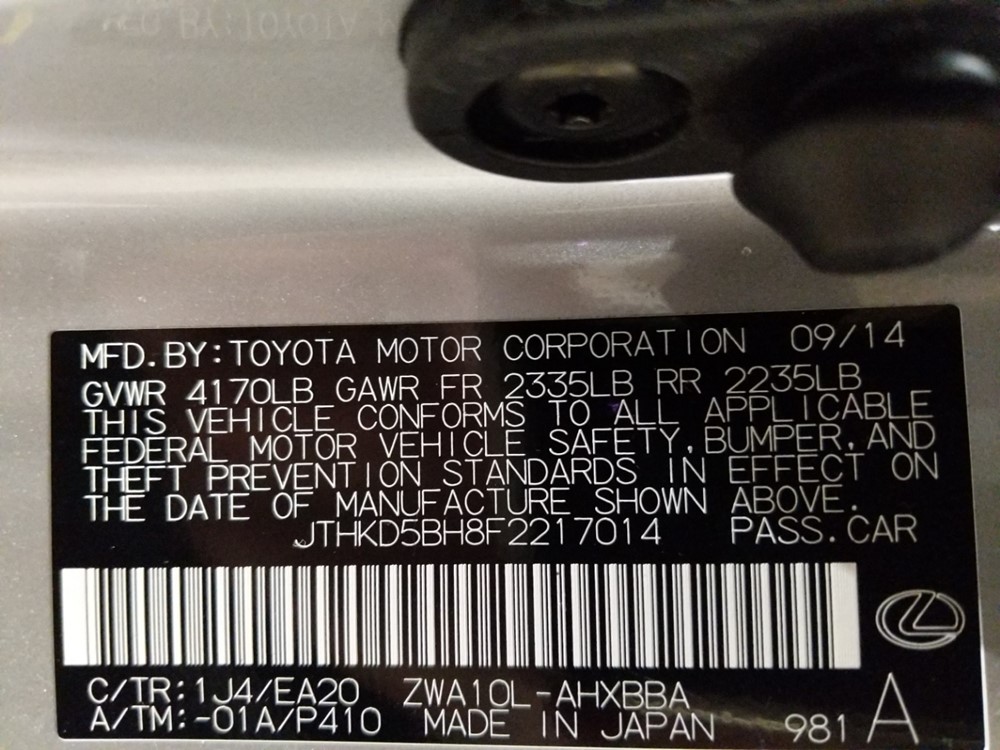 MFD.BY:TOYOTA MOTOR CORPORATION 09/14
GVWR 4170LB GAWR FR 2335LB RR 2235LB
THIS VEHICLE CONFORMS TO ALL APPLICABLE
FEDERAL MOTOR VEHICLE SAFETY, BUMPER, AND
THEFT PREVENTION STANDARDS IN EFFECT ON
THE DATE OF MANUFACTURE SHOWN ABOVE.
JTHKD5BH8F2217014 PASS.CAR
C/TR:1J4/EA20 ZWA10L-AHXBBA
A/TM:-01A/P410 MADE IN JAPAN 981 A